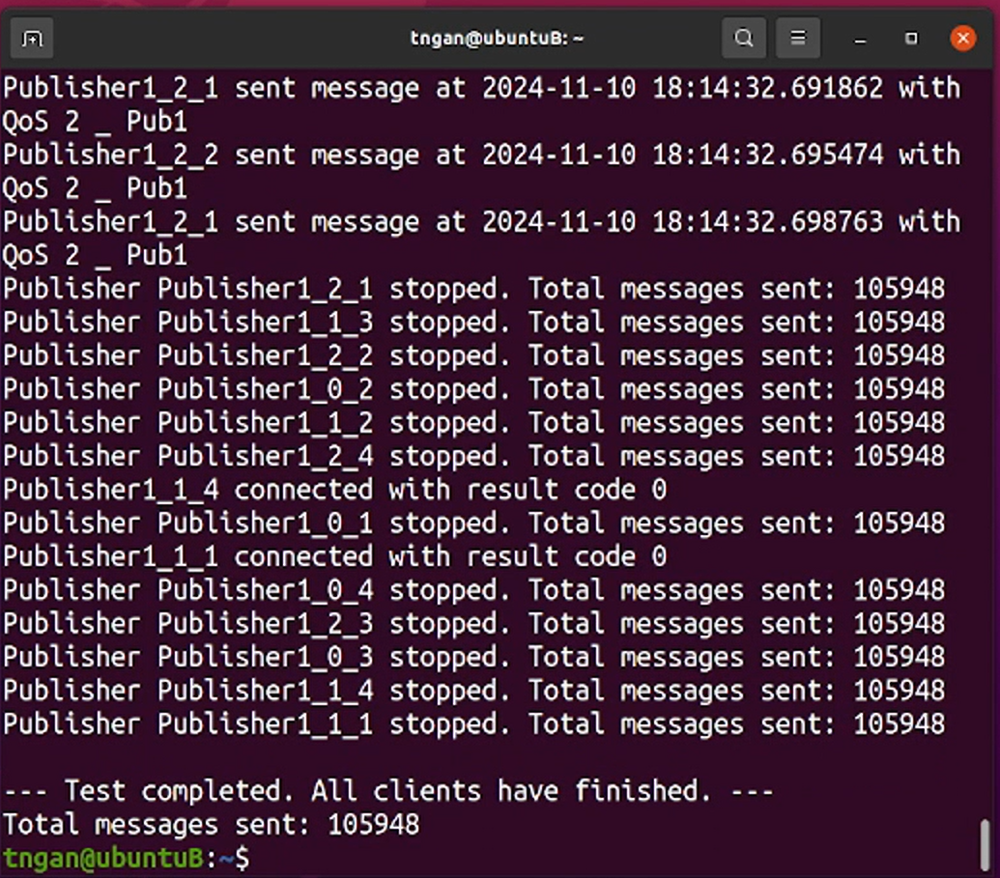 tngan@ubuntuB: ~
Publisher1_2_1 sent message at 2024-11-10 18:14:32.691862 with
QoS 2 _ Pub1
Publisher1_2_2 sent message at 2024-11-10 18:14:32.695474 with
QoS 2 _ Pub1
Publisher1_2_1 sent message at 2024-11-10 18:14:32.698763 with
QoS 2 _ Pub1
Publisher Publisher1_2_1 stopped. Total messages sent: 105948
Publisher Publisher1_1_3 stopped. Total messages sent: 105948
Publisher Publisher1_2_2 stopped. Total messages sent: 105948
Publisher Publisher1_0_2 stopped. Total messages sent: 105948
Publisher Publisher1_1_2 stopped. Total messages sent: 105948
Publisher Publisher1_2_4 stopped. Total messages sent: 105948
Publisher1_1_4 connected with result code 0
Publisher Publisher1_0_1 stopped. Total messages sent: 105948
Publisher1_1_1 connected with result code 0
Publisher Publisher1_0_4 stopped. Total messages sent: 105948
Publisher Publisher1_2_3 stopped. Total messages sent: 105948
Publisher Publisher1_0_3 stopped. Total messages sent: 105948
Publisher Publisher1_1_4 stopped. Total messages sent: 105948
Publisher Publisher1_1_1 stopped. Total messages sent: 105948
--- Test completed. All clients have finished. ---
Total messages sent: 105948
tngan@ubuntuB:~$